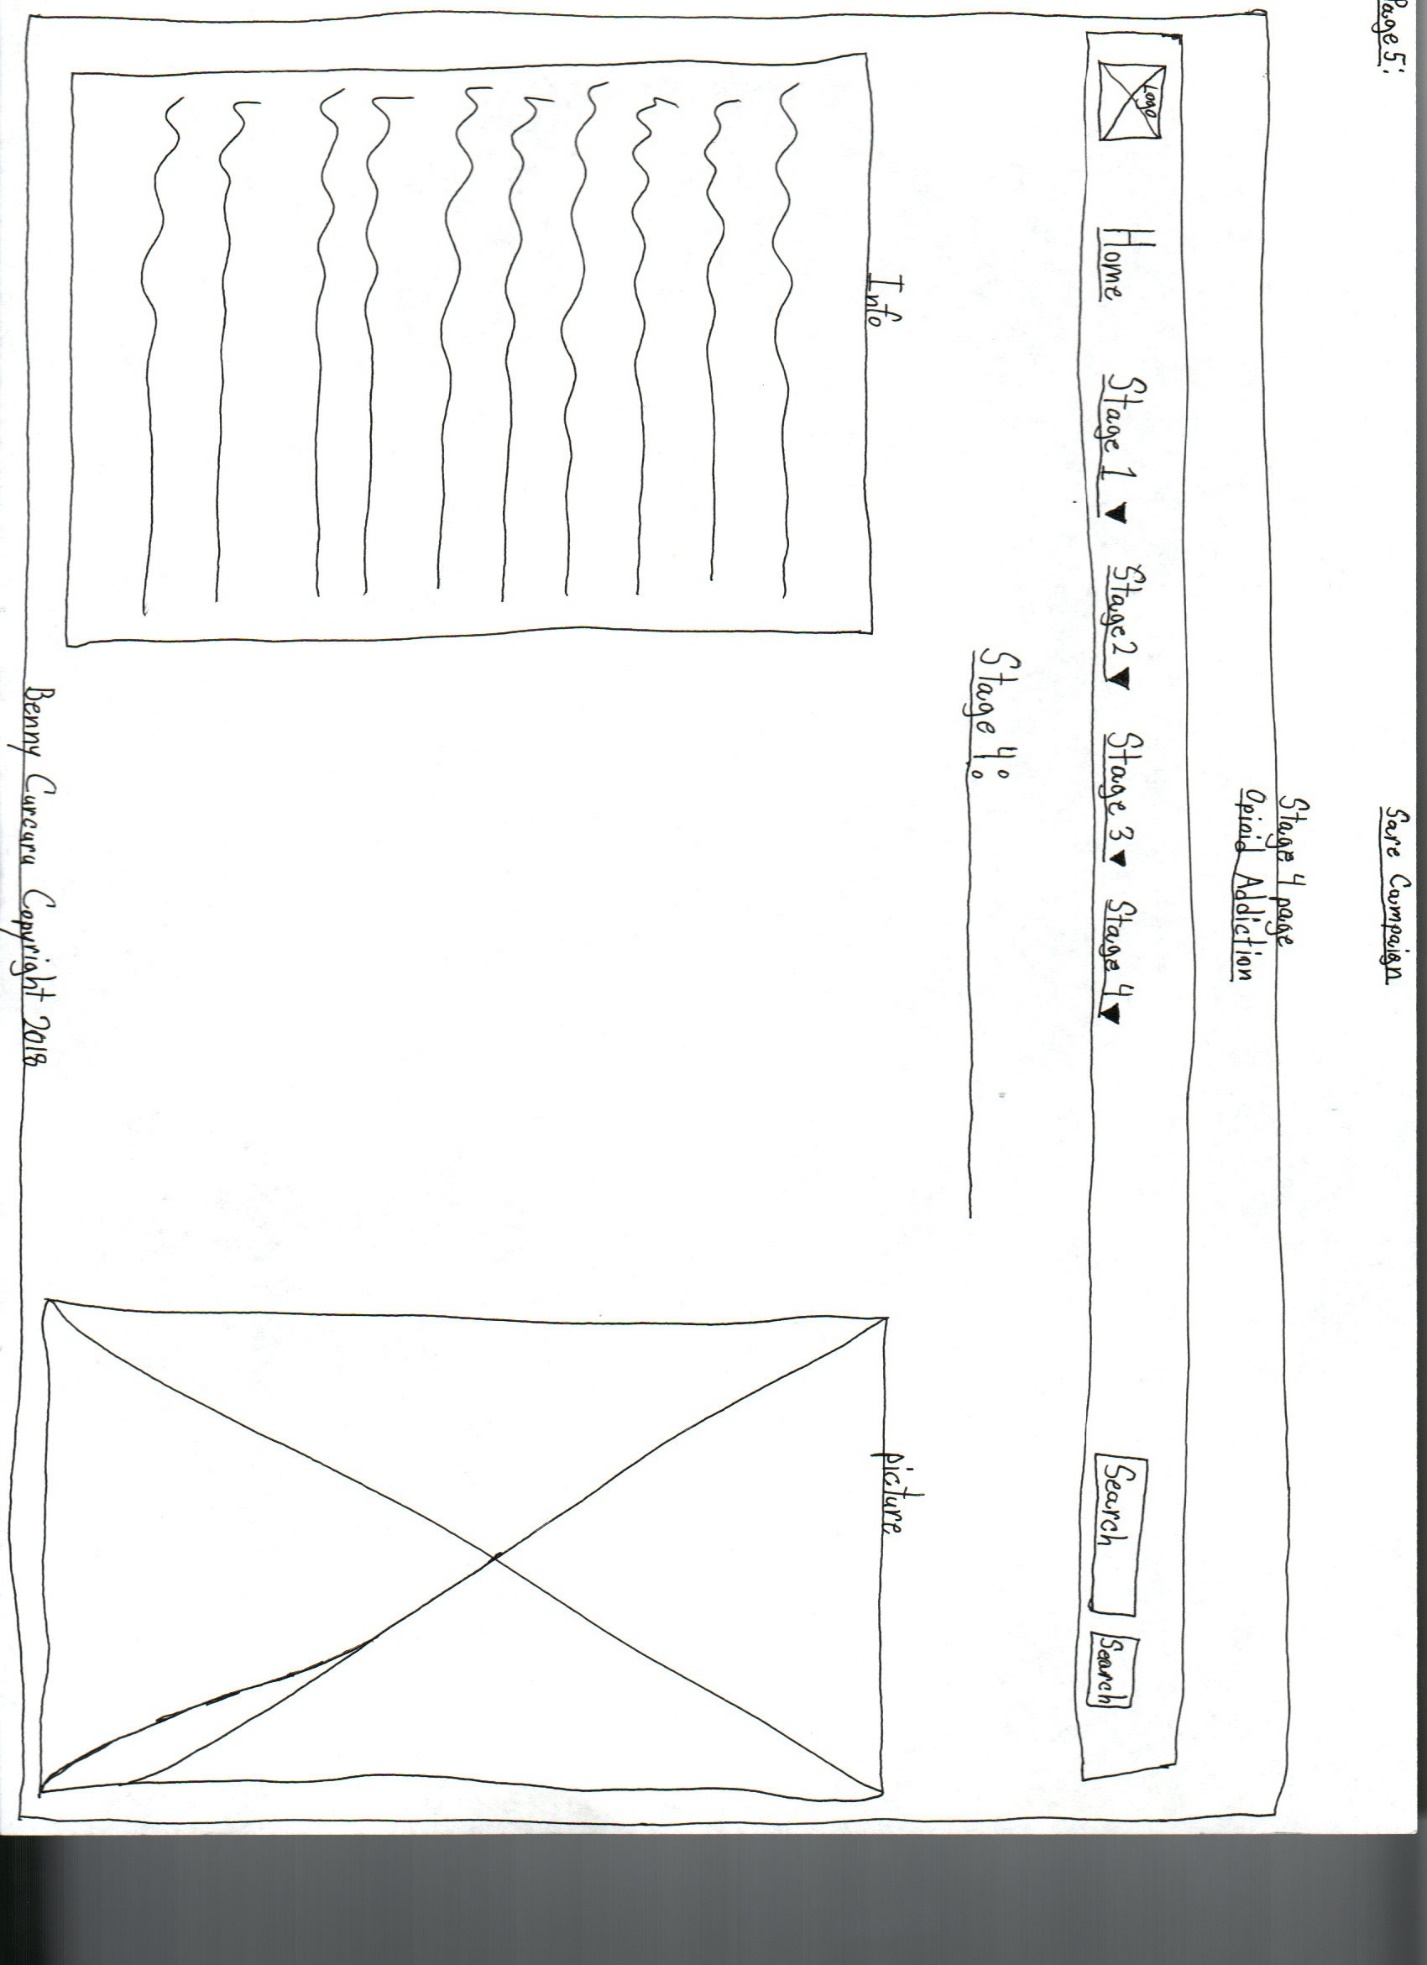 Page 5:
Sare Campaign
Stage 4 page
Opioid Addiction
Logo Home Stage 1 Stage 2 Stage 3 Stage 4 Search Search
Stage 4:
Info
picture
Benny Curcuru Copyright 2018